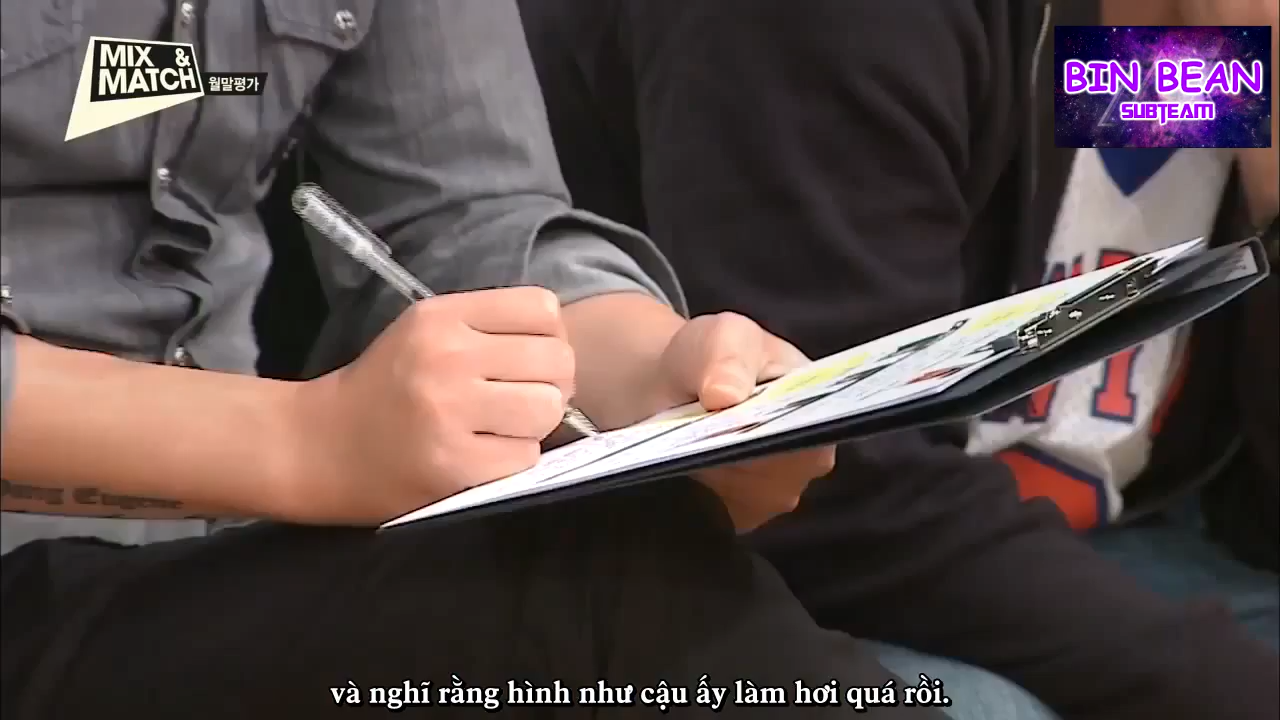 MIX &
MATCH
월말평가
BIN BEAN
SUBTEAM
Eugene
và nghĩ rằng hình như cậu ấy làm hơi quá rồi.